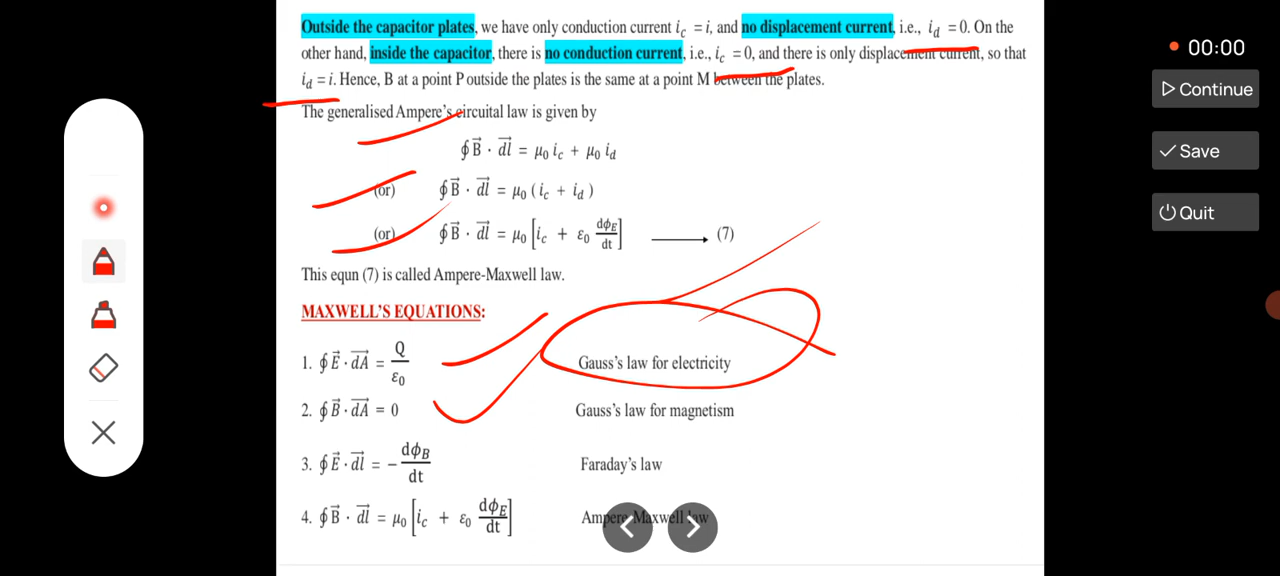 Outside the capacitor plates, we have only conduction current i_c = i, and no displacement current, i.e., i_d = 0. On the
other hand, inside the capacitor, there is no conduction current, i.e., i_c = 0, and there is only displacement current, so that
i_d = i. Hence, B at a point P outside the plates is the same at a point M between the plates.
The generalised Ampere's circuital law is given by
∮B⃗ · dl⃗ = μ₀ i_c + μ₀ i_d
(or) ∮B⃗ · dl⃗ = μ₀ ( i_c + i_d )
(or) ∮B⃗ · dl⃗ = μ₀ [i_c + ε₀ dϕ_E/dt] ⟶ (7)
This equn (7) is called Ampere-Maxwell law.
MAXWELL'S EQUATIONS:
1. ∮E⃗ · dA⃗ = Q/ε₀ Gauss's law for electricity
2. ∮B⃗ · dA⃗ = 0 Gauss's law for magnetism
3. ∮E⃗ · dl⃗ = − dϕ_B/dt Faraday's law
4. ∮B⃗ · dl⃗ = μ₀ [i_c + ε₀ dϕ_E/dt] Ampere Maxwell law
00:00
Continue
Save
Quit